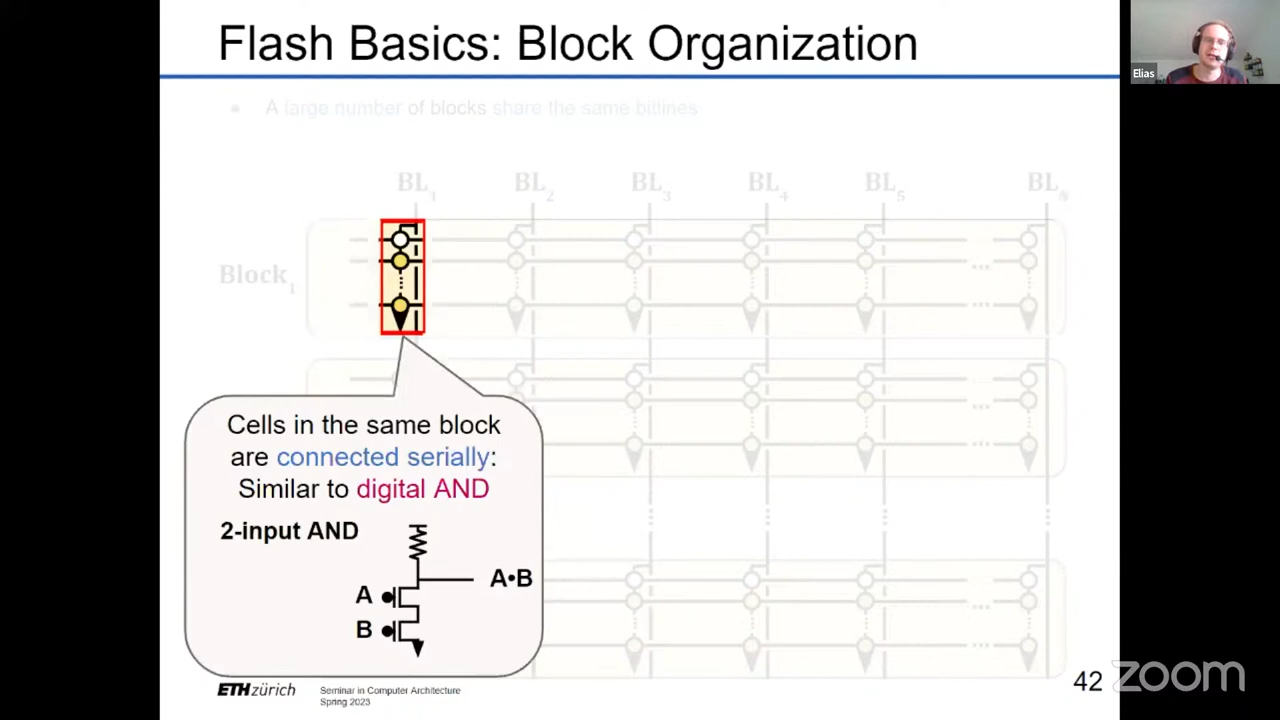 Flash Basics: Block Organization
Elias
• A large number of blocks share the same bitlines
BL1 BL2 BL3 BL4 BL5
Block1
Cells in the same block
are connected serially:
Similar to digital AND
2-input AND
A•B
A
B
ETH zürich
Seminar in Computer Architecture
Spring 2023
42
zoom